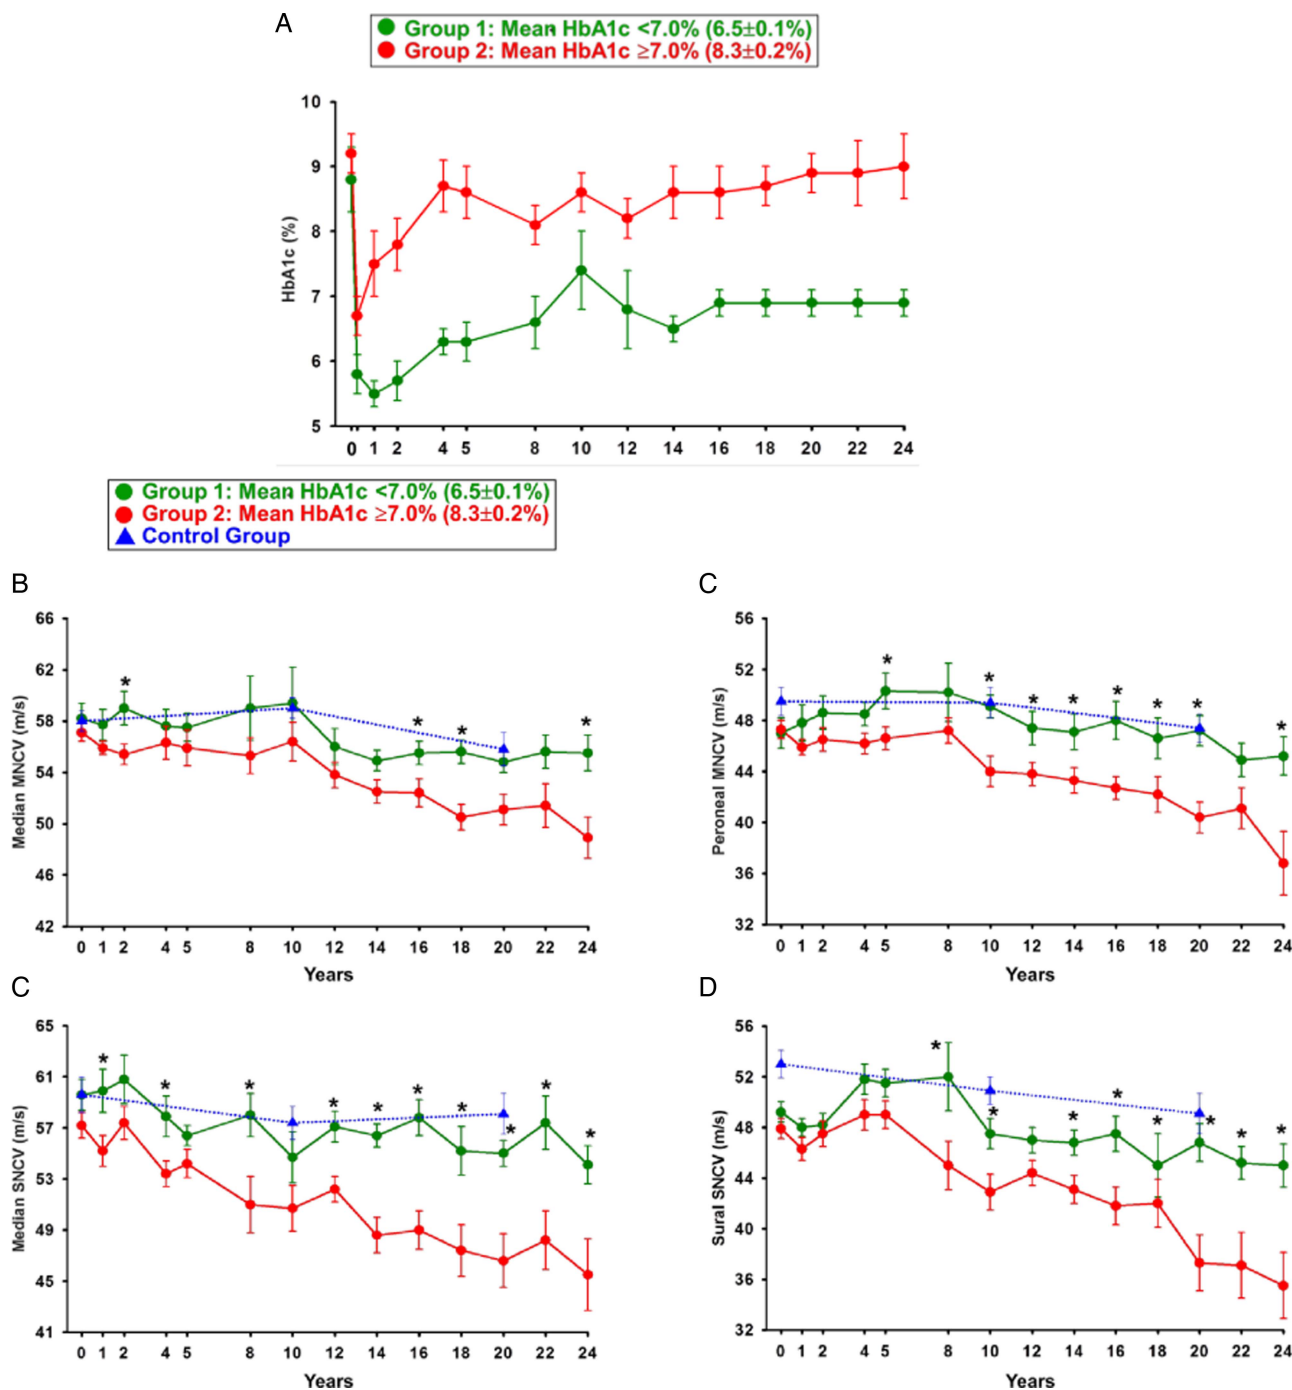 A
Group 1: Mean HbA1c <7.0% (6.5±0.1%)
Group 2: Mean HbA1c ≥7.0% (8.3±0.2%)
10
9
8
7
6
5
HbA1c (%)
0 1 2 4 5 8 10 12 14 16 18 20 22 24
Group 1: Mean HbA1c <7.0% (6.5±0.1%)
Group 2: Mean HbA1c ≥7.0% (8.3±0.2%)
Control Group
B
66
62
58
54
50
46
42
Median MNCV (m/s)
* * * *
0 1 2 4 5 8 10 12 14 16 18 20 22 24
Years
C
56
52
48
44
40
36
32
Peroneal MNCV (m/s)
* * * * * * * *
0 1 2 4 5 8 10 12 14 16 18 20 22 24
Years
C
65
61
57
53
49
45
41
Median SNCV (m/s)
* * * * * * * * * *
0 1 2 4 5 8 10 12 14 16 18 20 22 24
Years
D
56
52
48
44
40
36
32
Sural SNCV (m/s)
* * * * * * * *
0 1 2 4 5 8 10 12 14 16 18 20 22 24
Years